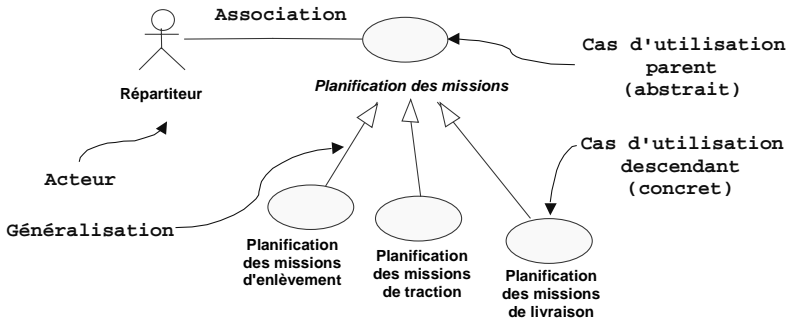 Association
Répartiteur
Planification des missions
Cas d'utilisation
parent
(abstrait)
Cas d'utilisation
descendant
(concret)
Acteur
Généralisation
Planification
des missions
d'enlèvement
Planification
des missions
de traction
Planification
des missions
de livraison